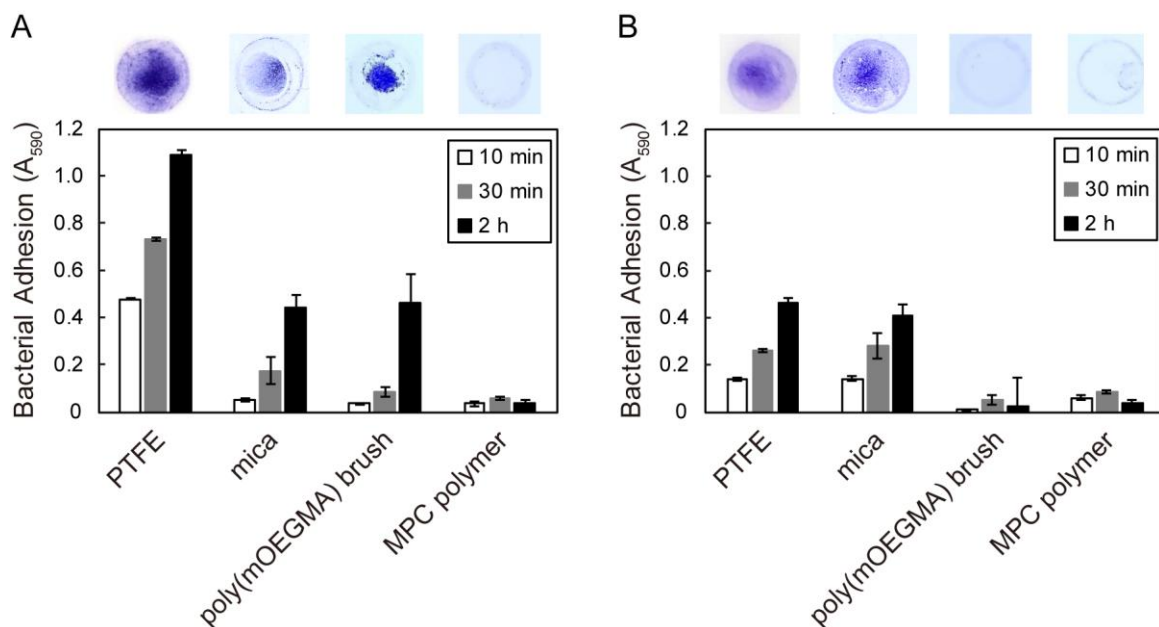 A
Bacterial Adhesion (A590)
1.2
1.0
0.8
0.6
0.4
0.2
0
10 min
30 min
2 h
PTFE
mica
poly(mOEGMA) brush
MPC polymer
B
Bacterial Adhesion (A590)
1.2
1.0
0.8
0.6
0.4
0.2
0
10 min
30 min
2 h
PTFE
mica
poly(mOEGMA) brush
MPC polymer